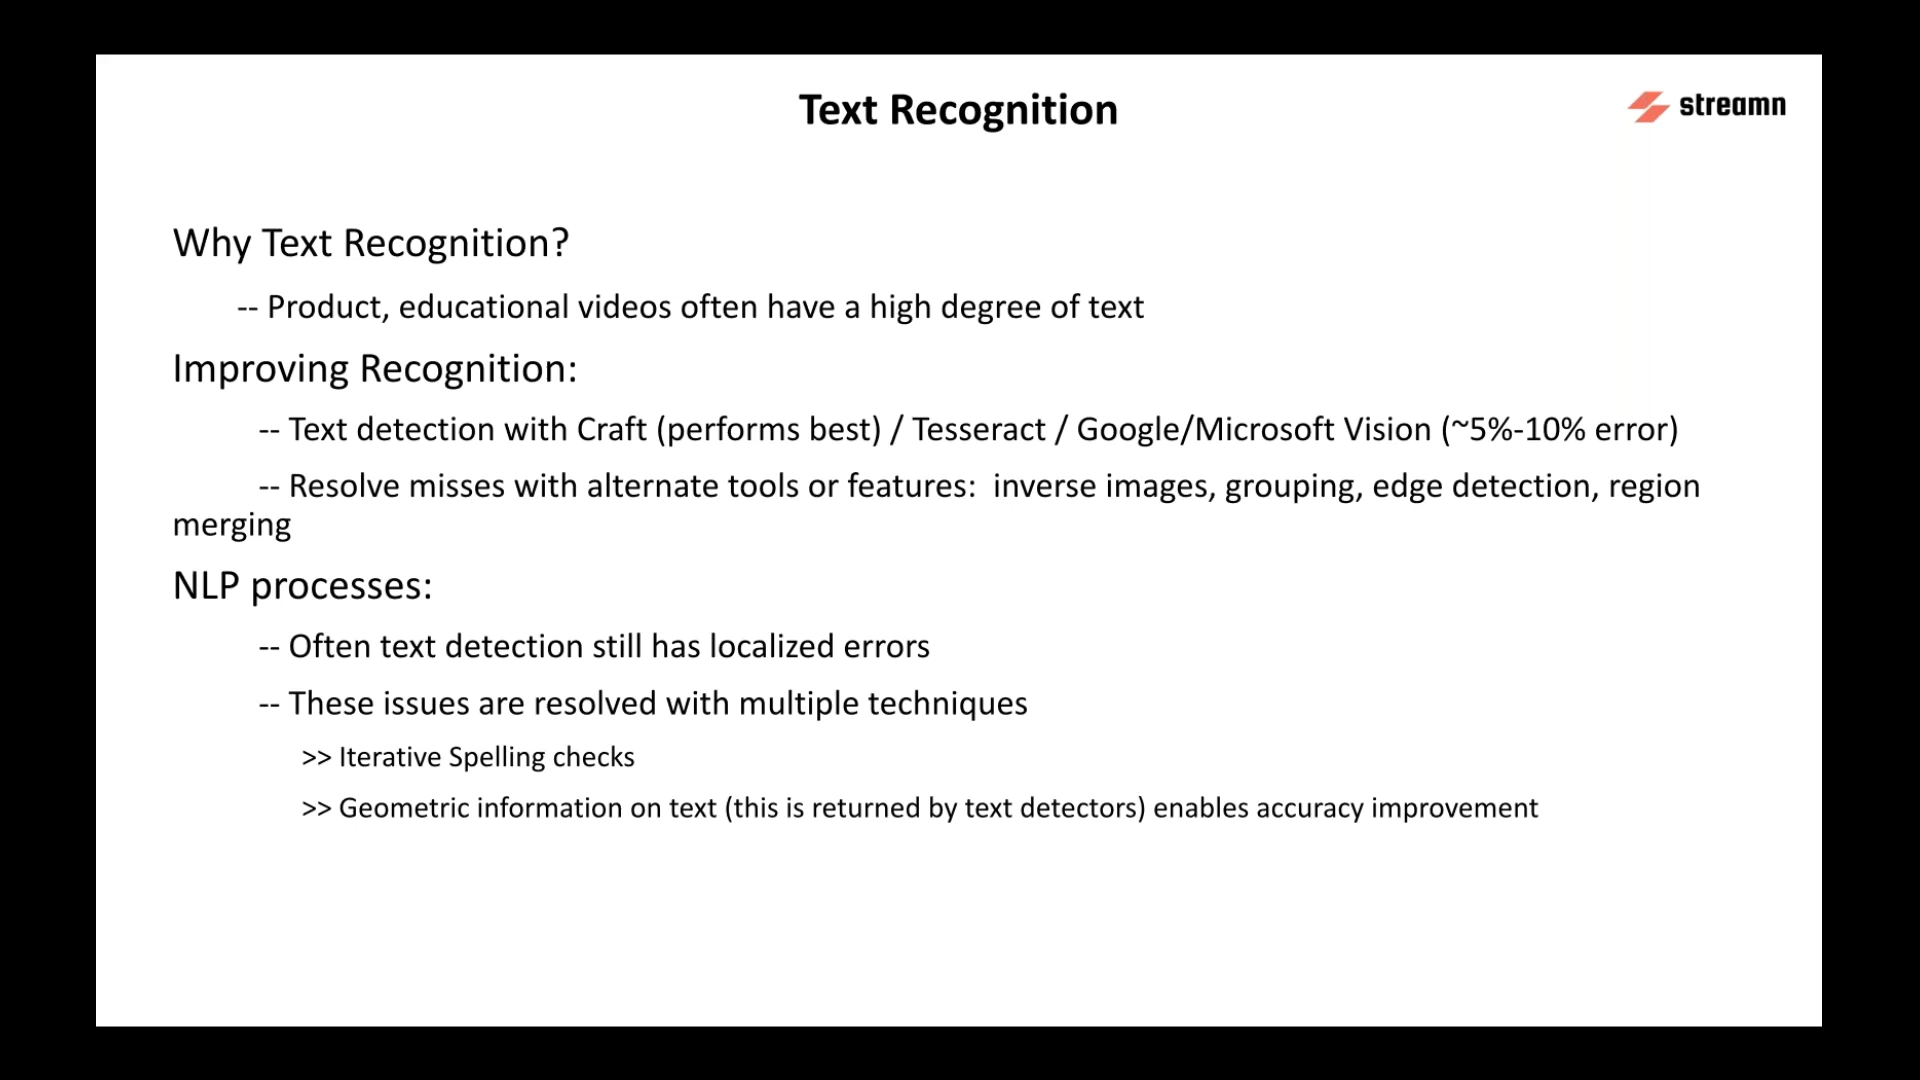 Text Recognition
streamn
Why Text Recognition?
-- Product, educational videos often have a high degree of text
Improving Recognition:
-- Text detection with Craft (performs best) / Tesseract / Google/Microsoft Vision (~5%-10% error)
-- Resolve misses with alternate tools or features:  inverse images, grouping, edge detection, region
merging
NLP processes:
-- Often text detection still has localized errors
-- These issues are resolved with multiple techniques
>> Iterative Spelling checks
>> Geometric information on text (this is returned by text detectors) enables accuracy improvement